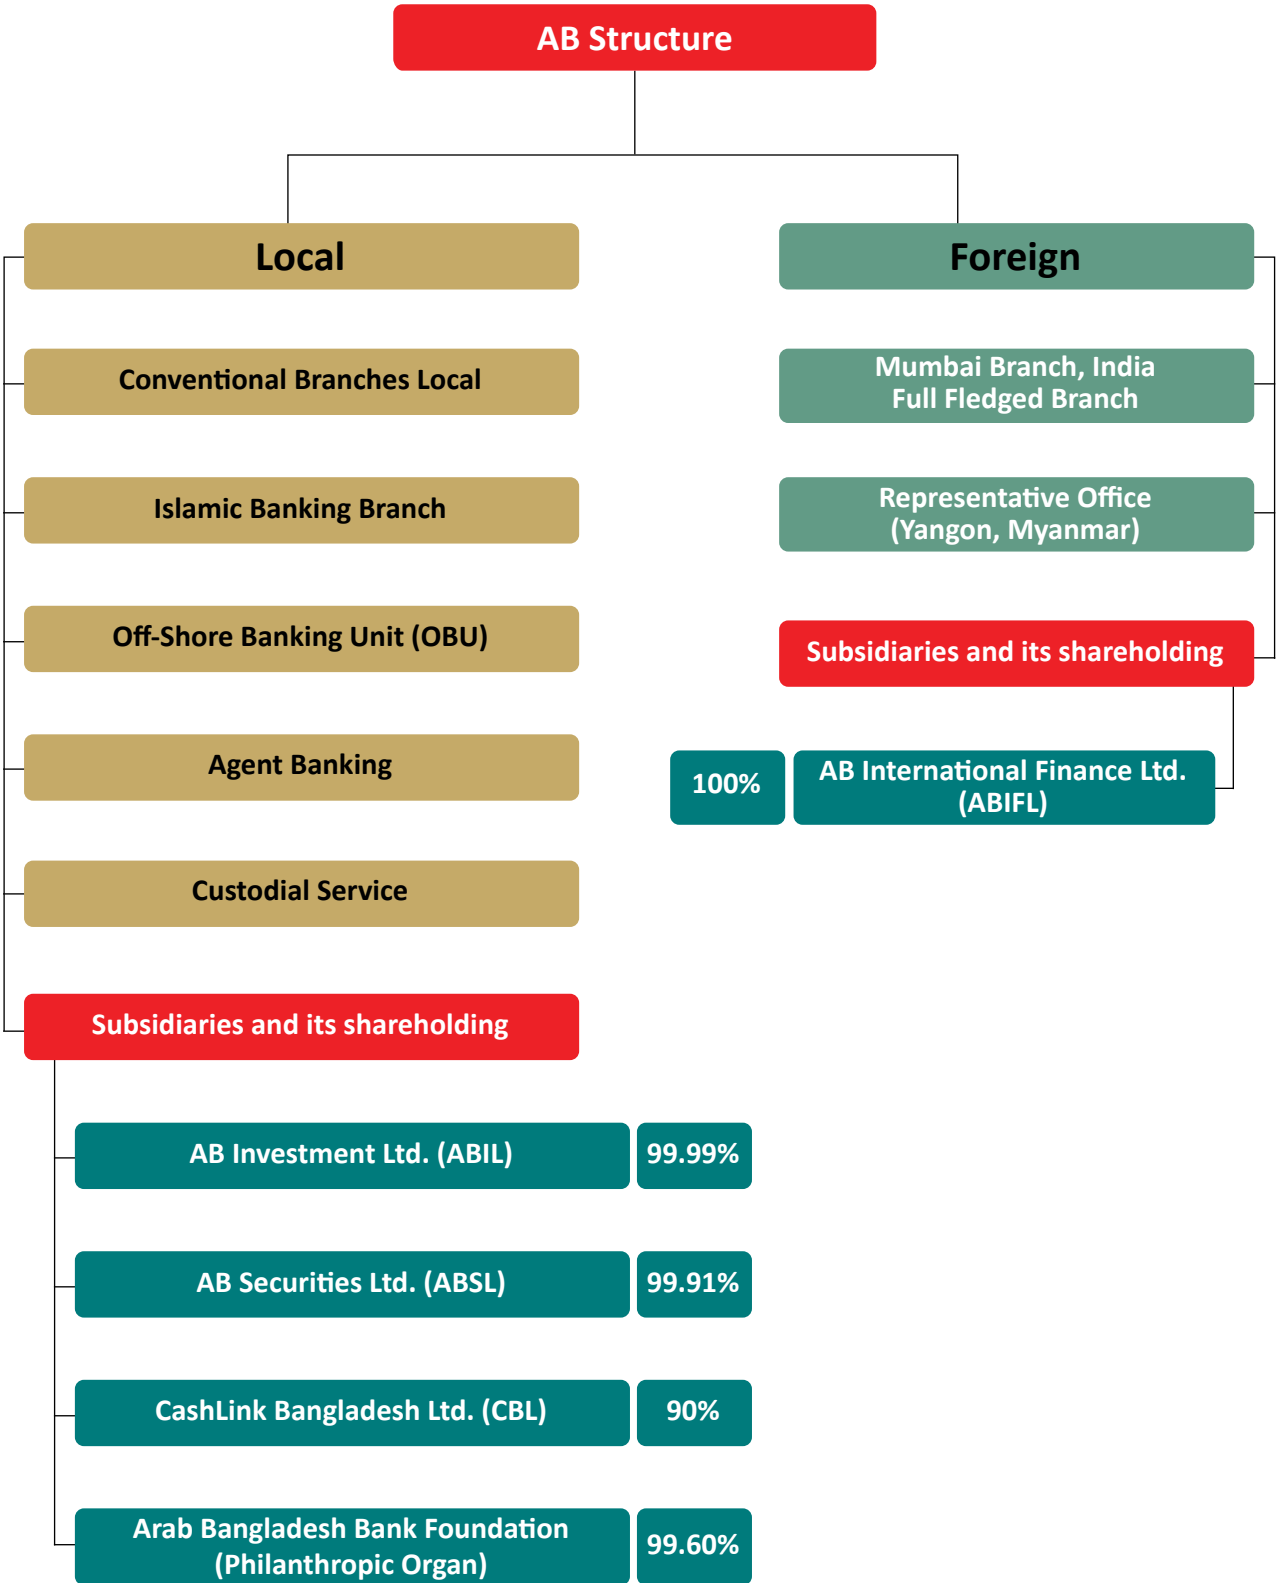 AB Structure
Local
Conventional Branches Local
Islamic Banking Branch
Off-Shore Banking Unit (OBU)
Agent Banking
Custodial Service
Subsidiaries and its shareholding
AB Investment Ltd. (ABIL)
99.99%
AB Securities Ltd. (ABSL)
99.91%
CashLink Bangladesh Ltd. (CBL)
90%
Arab Bangladesh Bank Foundation
(Philanthropic Organ)
99.60%
Foreign
Mumbai Branch, India
Full Fledged Branch
Representative Office
(Yangon, Myanmar)
Subsidiaries and its shareholding
100%
AB International Finance Ltd.
(ABIFL)